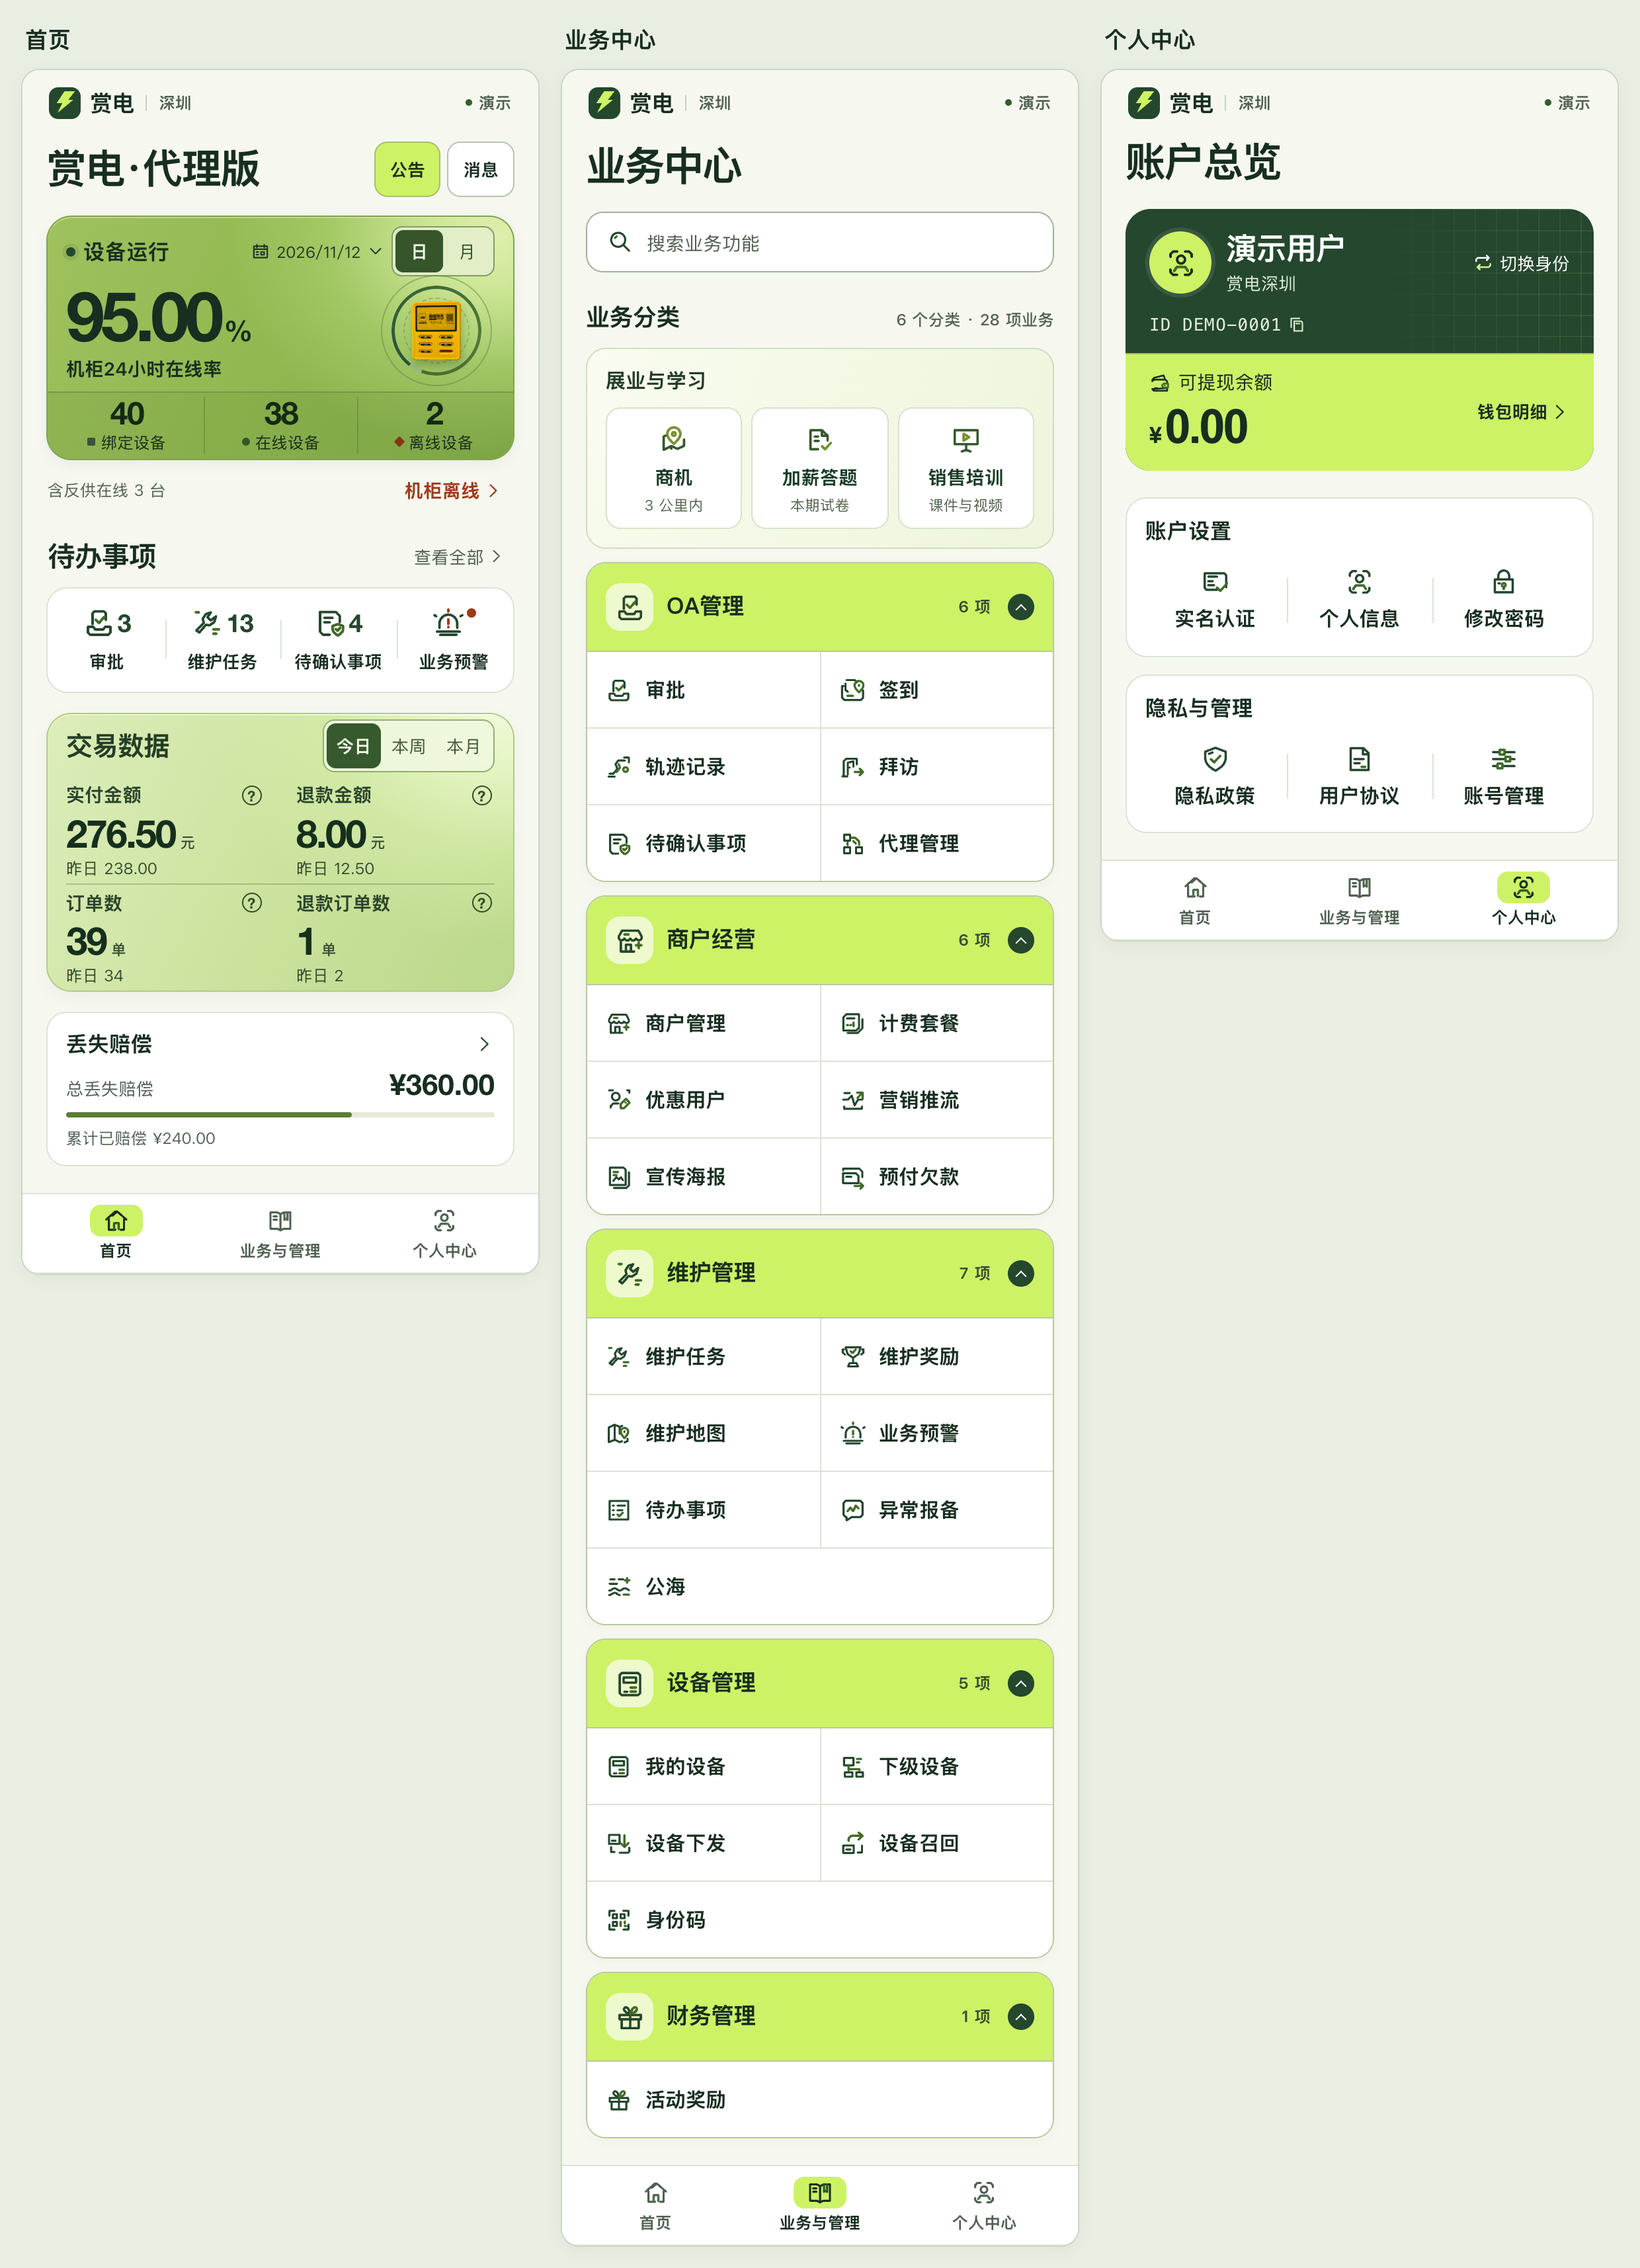 首页
赏电
深圳
演示
赏电·代理版
公告
消息
设备运行
2026/11/12
日
月
95.00%
机柜24小时在线率
40
绑定设备
38
在线设备
2
离线设备
含反供在线 3 台
机柜离线
待办事项
查看全部
3
审批
13
维护任务
4
待确认事项
业务预警
交易数据
今日
本周
本月
实付金额
?
276.50 元
昨日 238.00
退款金额
?
8.00 元
昨日 12.50
订单数
?
39 单
昨日 34
退款订单数
?
1 单
昨日 2
丢失赔偿
总丢失赔偿
¥360.00
累计已赔偿 ¥240.00
首页
业务与管理
个人中心
业务中心
赏电
深圳
演示
业务中心
搜索业务功能
业务分类
6 个分类 · 28 项业务
展业与学习
商机
3 公里内
加薪答题
本期试卷
销售培训
课件与视频
OA管理
6 项
审批
签到
轨迹记录
拜访
待确认事项
代理管理
商户经营
6 项
商户管理
计费套餐
优惠用户
营销推流
宣传海报
预付欠款
维护管理
7 项
维护任务
维护奖励
维护地图
业务预警
待办事项
异常报备
公海
设备管理
5 项
我的设备
下级设备
设备下发
设备召回
身份码
财务管理
1 项
活动奖励
首页
业务与管理
个人中心
个人中心
赏电
深圳
演示
账户总览
演示用户
赏电深圳
切换身份
ID DEMO-0001
可提现余额
¥0.00
钱包明细
账户设置
实名认证
个人信息
修改密码
隐私与管理
隐私政策
用户协议
账号管理
首页
业务与管理
个人中心